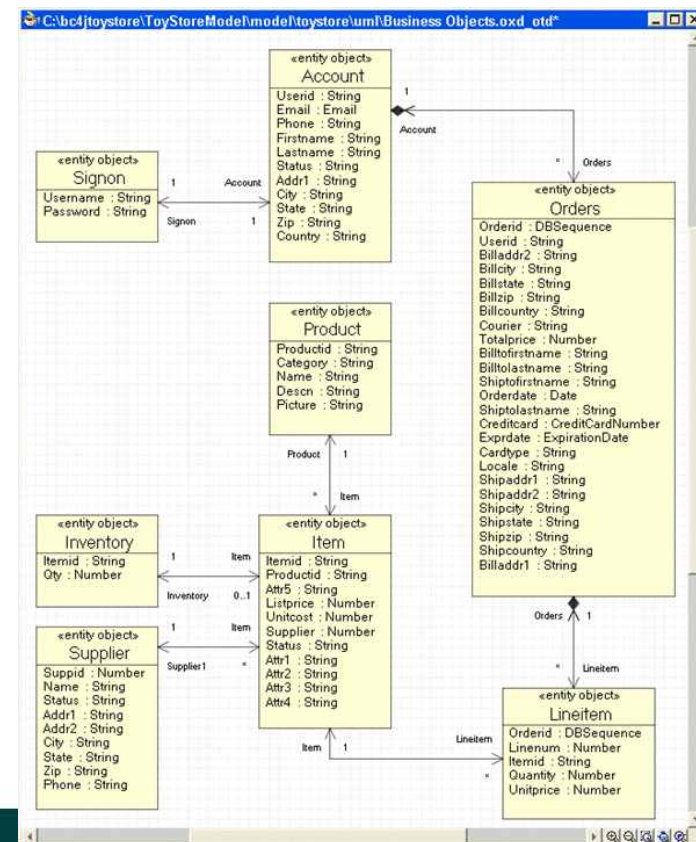 C:\bc4jtoystore\ToyStoreModel\model\toystore\uml\Business Objects.oxd_otd*
«entity object»
Account
Userid : String
Email : Email
Phone : String
Firstname : String
Lastname : String
Status : String
Addr1 : String
City : String
State : String
Zip : String
Country : String
1
Account
* Orders
«entity object»
Signon
Username : String
Password : String
1 Account
Signon 1
«entity object»
Orders
Orderid : DBSequence
Userid : String
Billaddr2 : String
Billcity : String
Billstate : String
Billzip : String
Billcountry : String
Courier : String
Totalprice : Number
Billtofirstname : String
Billtolastname : String
Shiptofirstname : String
Orderdate : Date
Shiptolastname : String
Creditcard : CreditCardNumber
Exprdate : ExpirationDate
Cardtype : String
Locale : String
Shipaddr1 : String
Shipaddr2 : String
Shipcity : String
Shipstate : String
Shipzip : String
Shipcountry : String
Billaddr1 : String
«entity object»
Product
Productid : String
Category : String
Name : String
Descn : String
Picture : String
Product 1
* Item
«entity object»
Inventory
Itemid : String
Qty : Number
1 Item
Inventory 0..1
«entity object»
Item
Itemid : String
Productid : String
Attr5 : String
Listprice : Number
Unitcost : Number
Supplier : Number
Status : String
Attr1 : String
Attr2 : String
Attr3 : String
Attr4 : String
«entity object»
Supplier
Suppid : Number
Name : String
Status : String
Addr1 : String
Addr2 : String
City : String
State : String
Zip : String
Phone : String
1 Item
Supplier1 *
Orders 1
* Lineitem
«entity object»
Lineitem
Orderid : DBSequence
Linenum : Number
Itemid : String
Quantity : Number
Unitprice : Number
Item 1
Lineitem
*